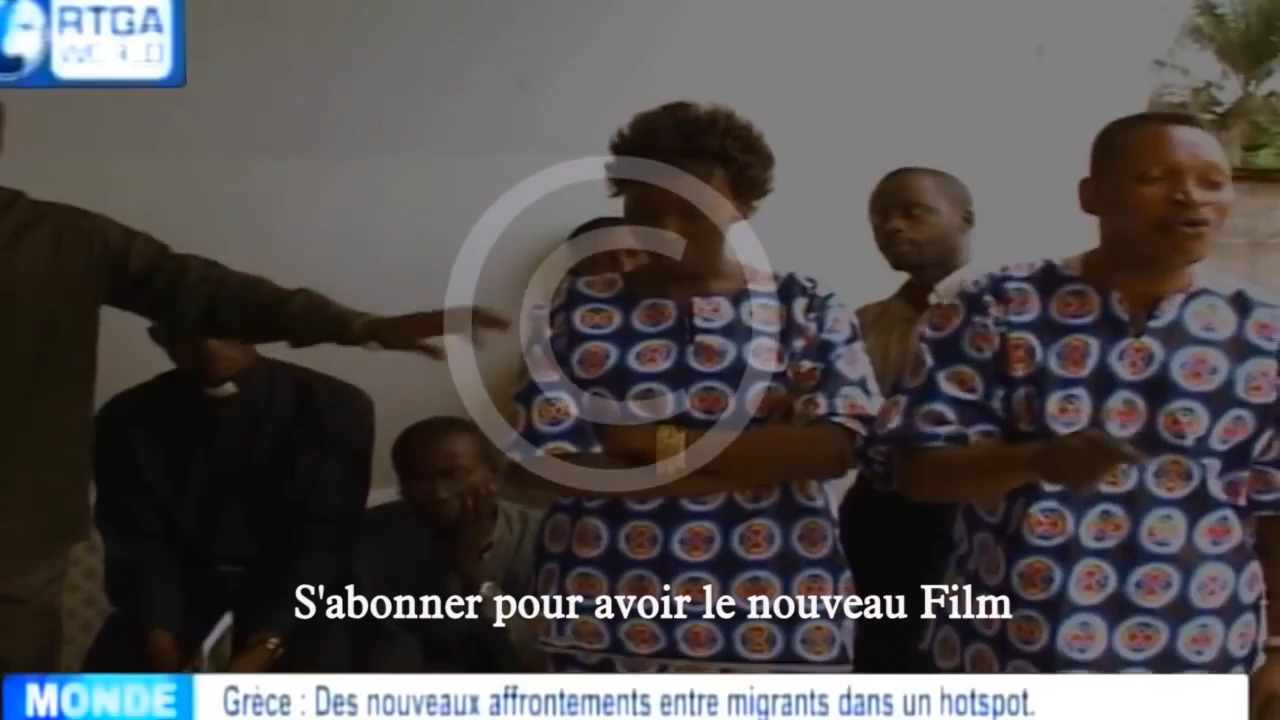 RTGA
WORLD
S'abonner pour avoir le nouveau Film
MONDE Grèce : Des nouveaux affrontements entre migrants dans un hotspot.